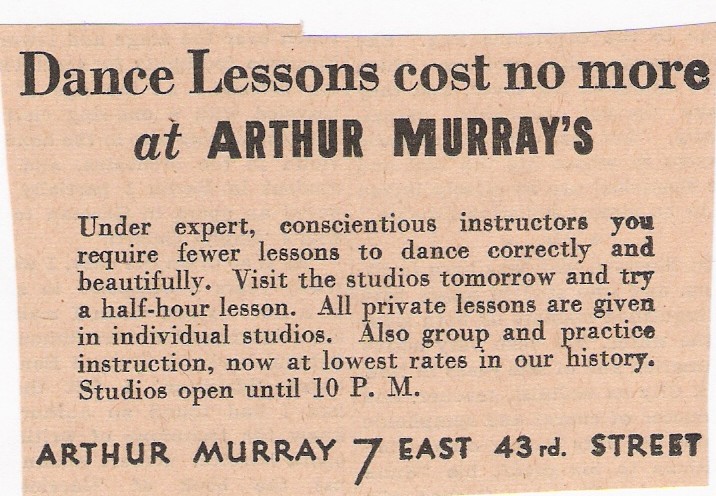 Dance Lessons cost no more
at ARTHUR MURRAY'S
Under expert, conscientious instructors you
require fewer lessons to dance correctly and
beautifully. Visit the studios tomorrow and try
a half-hour lesson. All private lessons are given
in individual studios. Also group and practice
instruction, now at lowest rates in our history.
Studios open until 10 P. M.
ARTHUR MURRAY 7 EAST 43rd. STREET